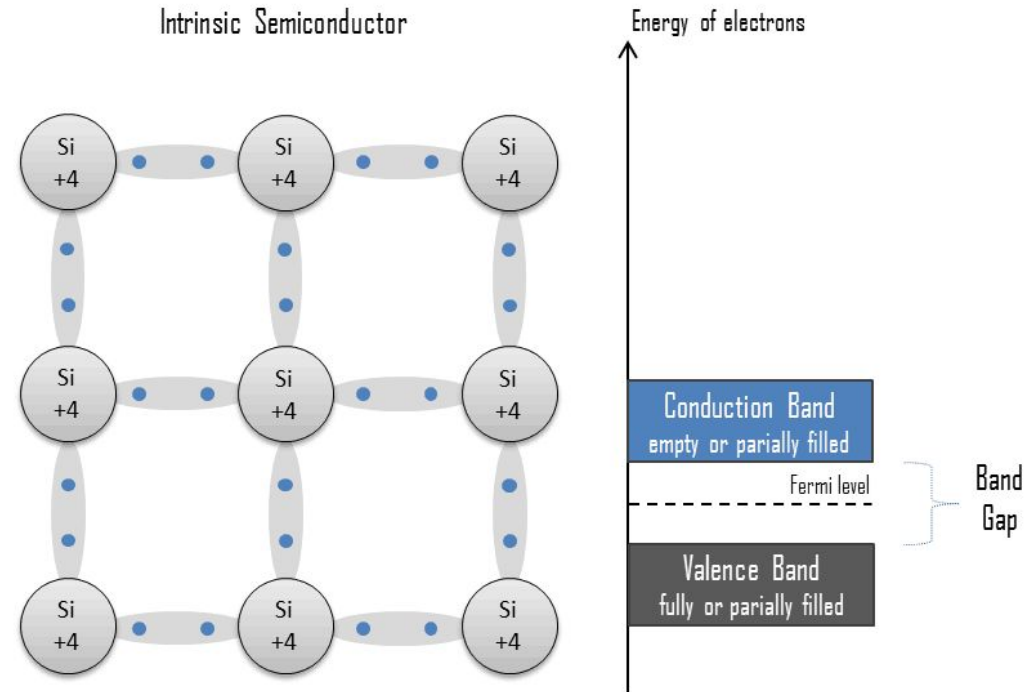 Intrinsic Semiconductor
Energy of electrons
Si
+4
Si
+4
Si
+4
Si
+4
Si
+4
Si
+4
Si
+4
Si
+4
Si
+4
Conduction Band
empty or parially filled
Fermi level
Band
Gap
Valence Band
fully or parially filled